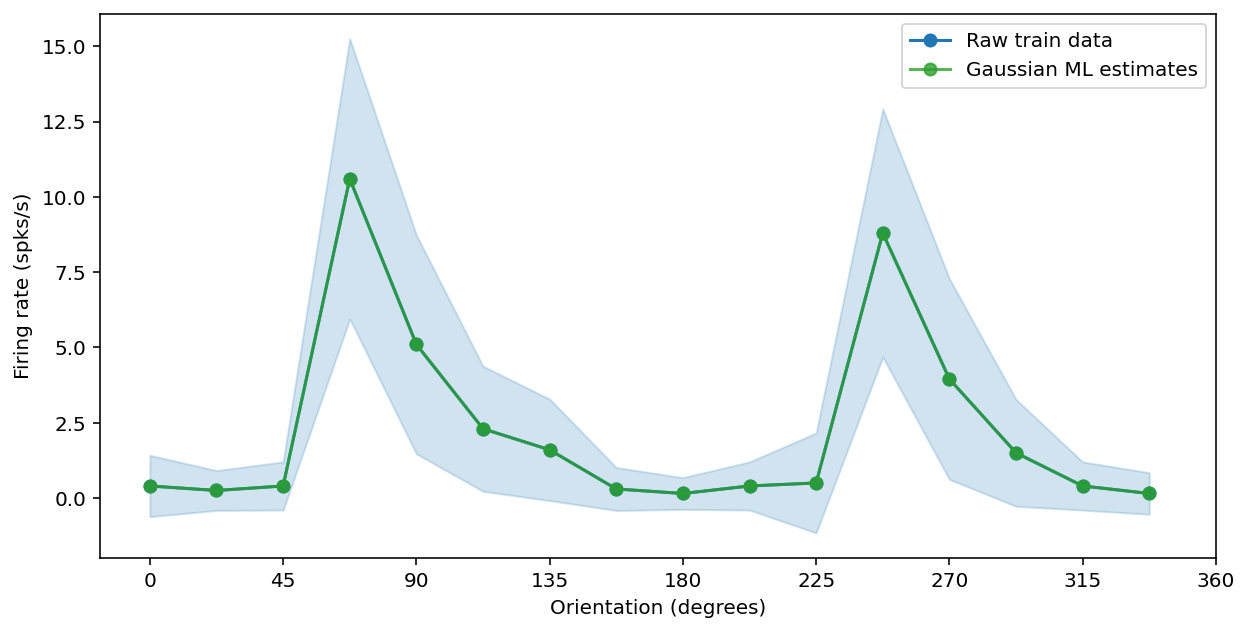 Raw train data
Gaussian ML estimates
15.0
12.5
10.0
7.5
5.0
2.5
0.0
Firing rate (spks/s)
0 45 90 135 180 225 270 315 360
Orientation (degrees)